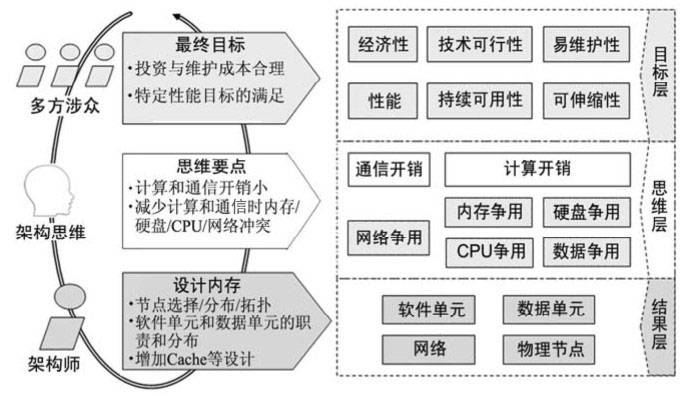 最终目标
·投资与维护成本合理
·特定性能目标的满足
多方涉众
经济性
技术可行性
易维护性
性能
持续可用性
可伸缩性
目标层
思维要点
·计算和通信开销小
·减少计算和通信时内存/
硬盘/CPU/网络冲突
架构思维
通信开销
计算开销
网络争用
内存争用
硬盘争用
CPU争用
数据争用
思维层
设计内存
·节点选择/分布/拓扑
·软件单元和数据单元的职
责和分布
·增加Cache等设计
架构师
软件单元
数据单元
网络
物理节点
结果层